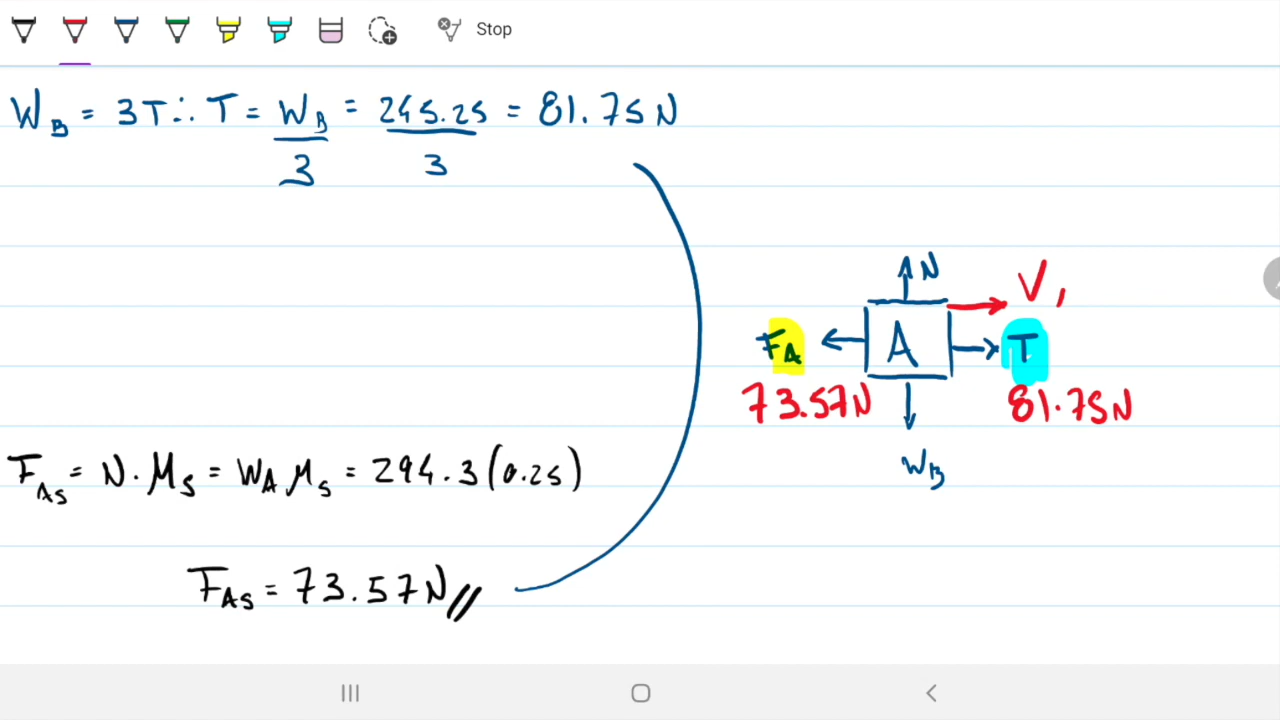 Stop
W_B = 3T ∴ T = W_B/3 = 245.25/3 = 81.75N
N
V,
F_A A T
73.57N 81.75N
W_B
F_AS = N·μ_S = W_A μ_S = 294.3(0.25)
F_AS = 73.57N //